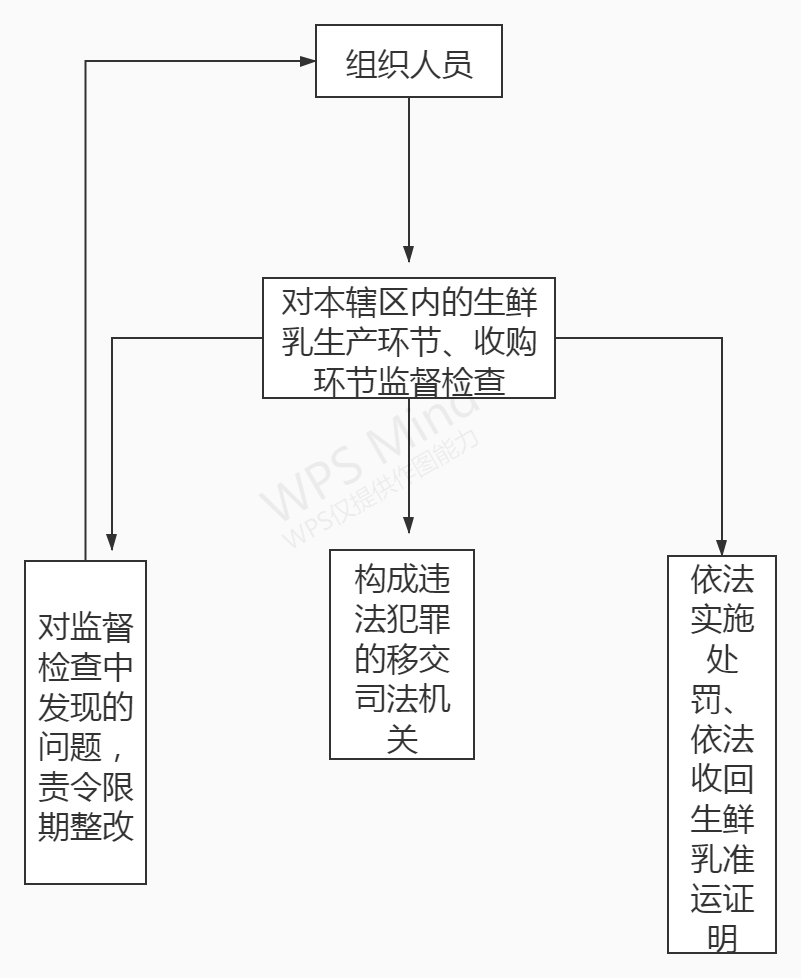 组织人员
对本辖区内的生鲜
乳生产环节、收购
环节监督检查
WPS Mind
WPS仅提供作图能力
对监督
检查中
发现的
问题，
责令限
期整改
构成违
法犯罪
的移交
司法机
关
依法
实施
处
罚、
依法
收回
生鲜
乳准
运证
明